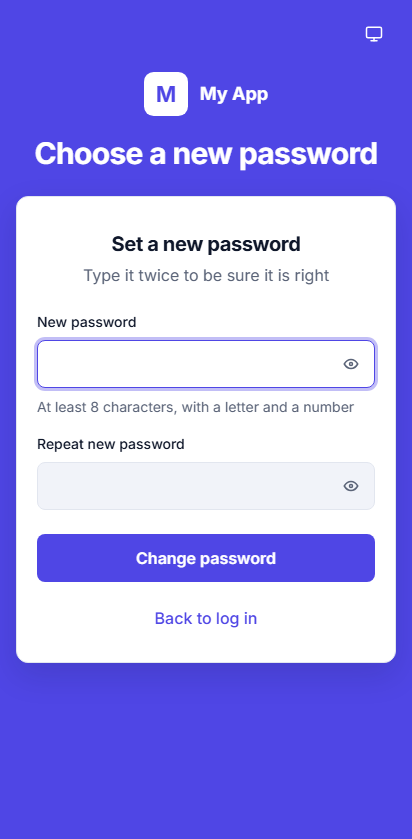 M
My App
Choose a new password
Set a new password
Type it twice to be sure it is right
New password
At least 8 characters, with a letter and a number
Repeat new password
Change password
Back to log in